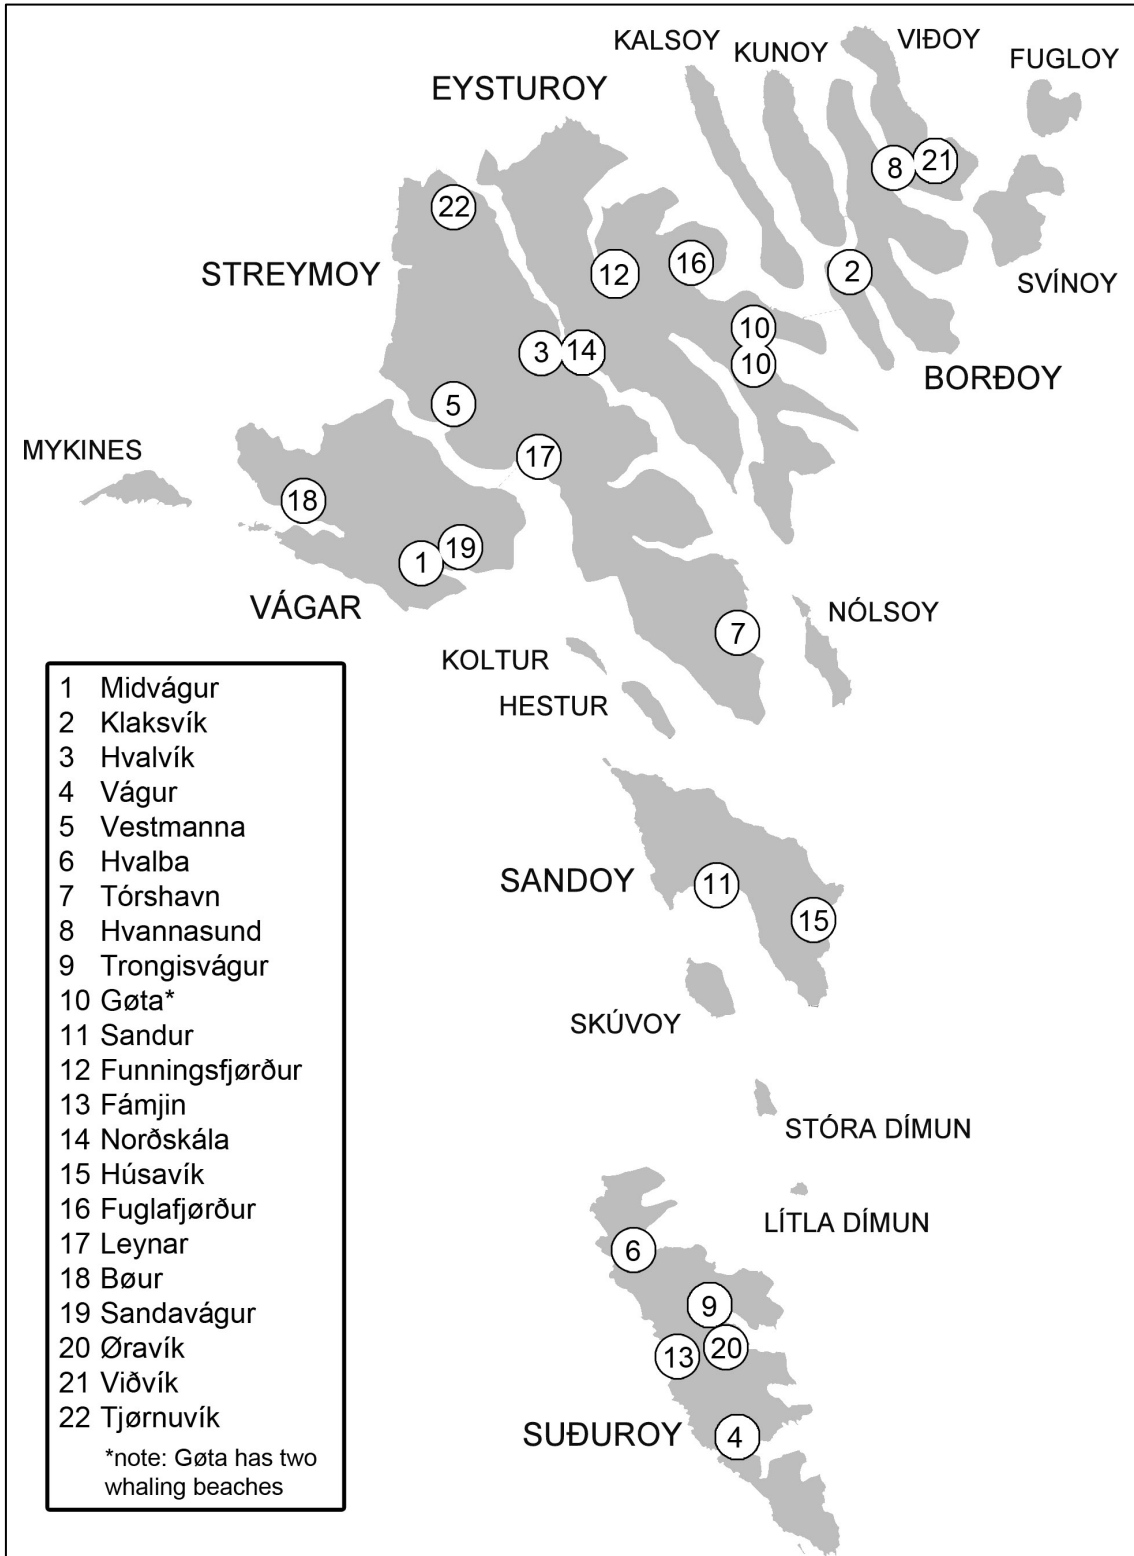 KALSOY
KUNOY
VIÐOY
FUGLOY
EYSTUROY
8
21
22
STREYMOY
12
16
2
SVÍNOY
10
3
14
10
BORÐOY
5
MYKINES
17
18
1
19
VÁGAR
NÓLSOY
7
KOLTUR
HESTUR
1 Midvágur
2 Klaksvík
3 Hvalvík
4 Vágur
5 Vestmanna
6 Hvalba
7 Tórshavn
8 Hvannasund
9 Trongisvágur
10 Gøta*
11 Sandur
12 Funningsfjørður
13 Fámjin
14 Norðskála
15 Húsavík
16 Fuglafjørður
17 Leynar
18 Bøur
19 Sandavágur
20 Øravík
21 Viðvík
22 Tjørnuvík
*note: Gøta has two
whaling beaches
SANDOY
11
15
SKÚVOY
STÓRA DÍMUN
LÍTLA DÍMUN
6
9
13
20
SUÐUROY
4